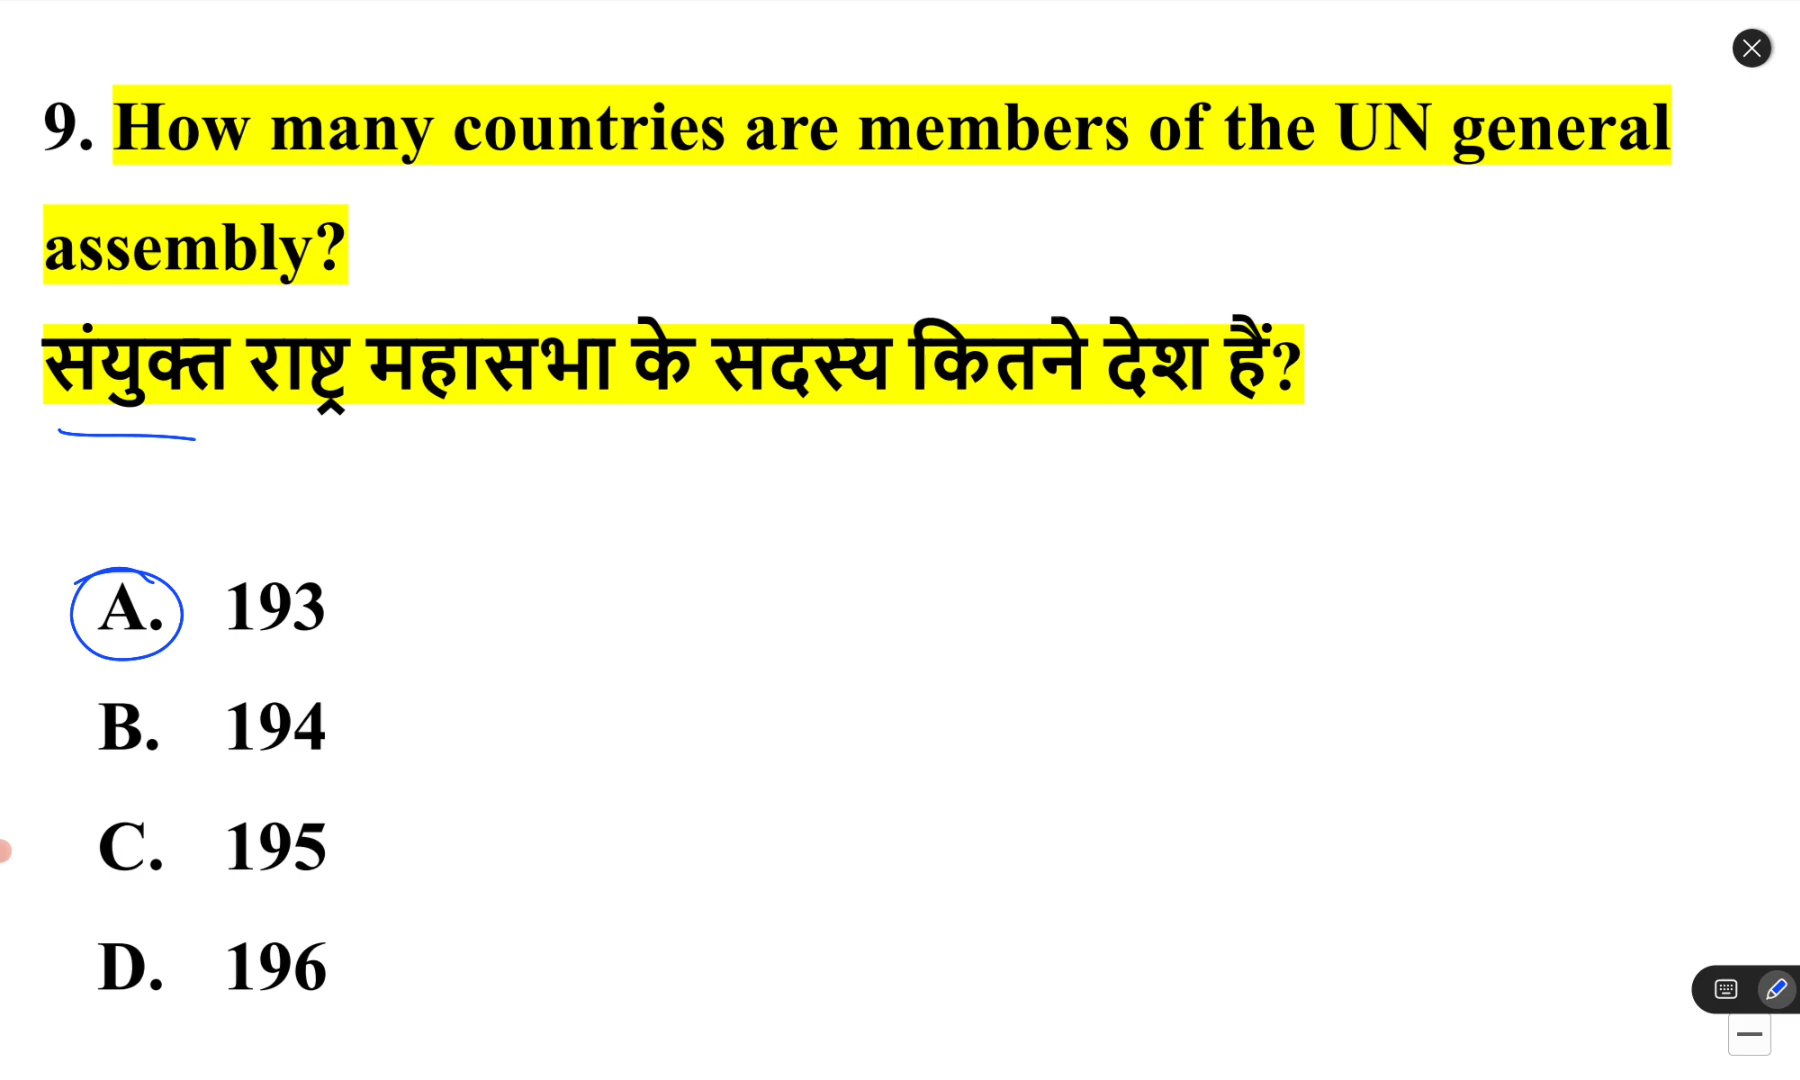 9. How many countries are members of the UN general
assembly?
संयुक्त राष्ट्र महासभा के सदस्य कितने देश हैं?
A. 193
B. 194
C. 195
D. 196